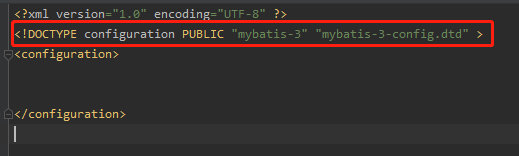 <?xml version="1.0" encoding="UTF-8" ?>
<!DOCTYPE configuration PUBLIC "mybatis-3" "mybatis-3-config.dtd" >
<configuration>
</configuration>